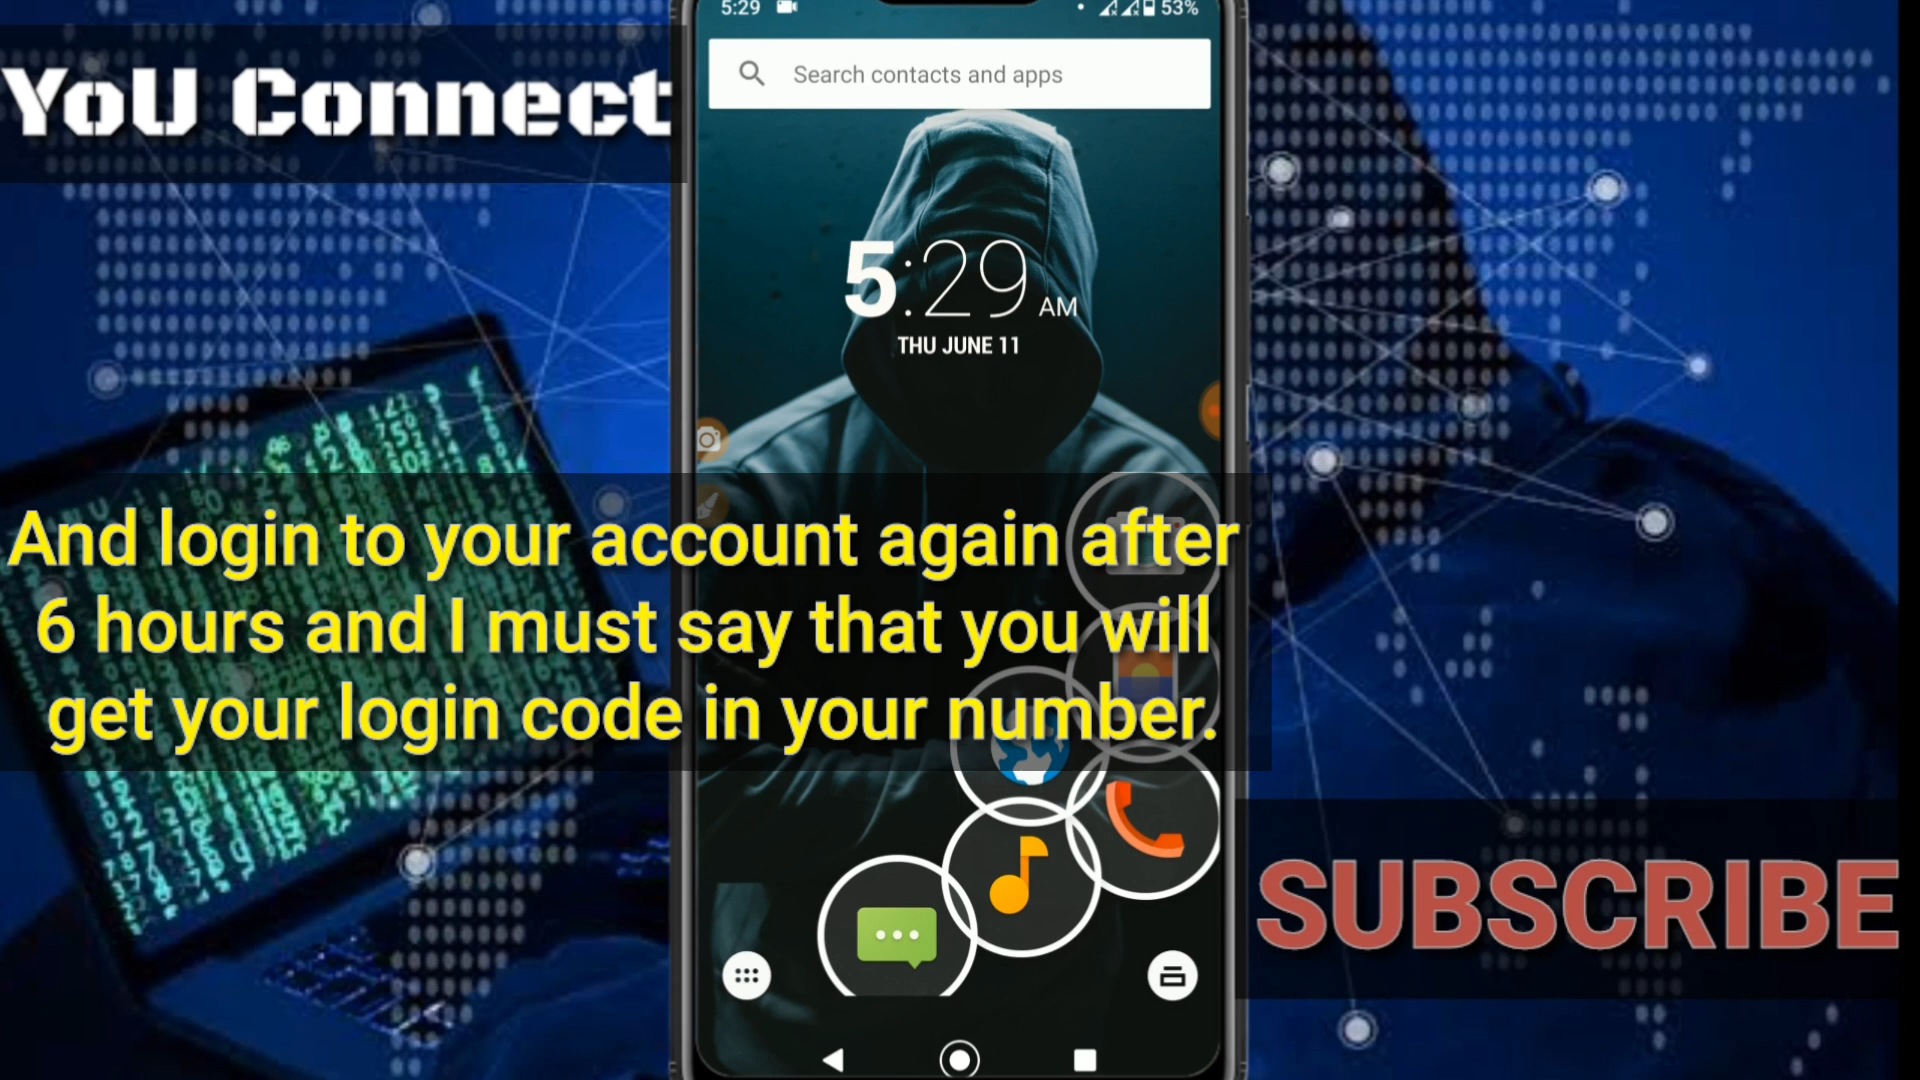 5:29
53%
YoU Connect
Search contacts and apps
5:29 AM
THU JUNE 11
And login to your account again after
6 hours and I must say that you will
get your login code in your number.
SUBSCRIBE